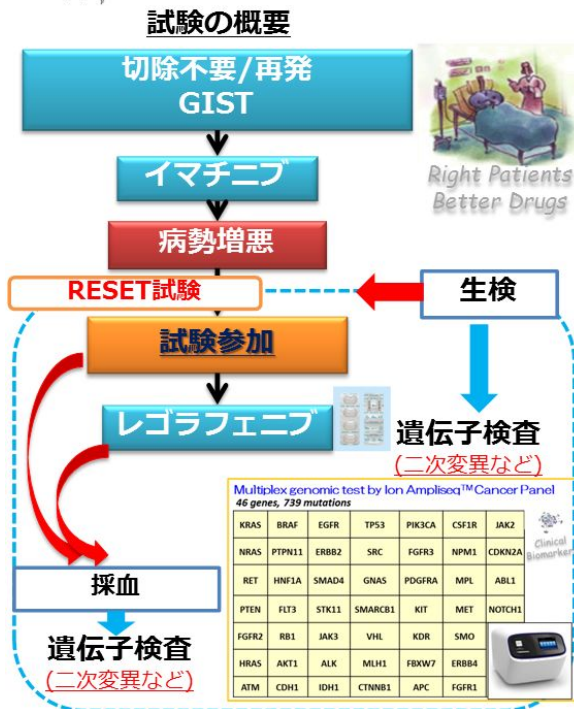 試験の概要
切除不要/再発
GIST
イマチニブ
Right Patients
Better Drugs
病勢増悪
RESET試験
生検
試験参加
レゴラフェニブ
遺伝子検査
(二次変異など)
Multiplex genomic test by Ion Ampliseq™Cancer Panel
46 genes, 739 mutations
KRAS BRAF EGFR TP53 PIK3CA CSF1R JAK2
NRAS PTPN11 ERBB2 SRC FGFR3 NPM1 CDKN2A
RET HNF1A SMAD4 GNAS PDGFRA MPL ABL1
PTEN FLT3 STK11 SMARCB1 KIT MET NOTCH1
FGFR2 RB1 JAK3 VHL KDR SMO
HRAS AKT1 ALK MLH1 FBXW7 ERBB4
ATM CDH1 IDH1 CTNNB1 APC FGFR1
Clinical
Biomarker
採血
遺伝子検査
(二次変異など)